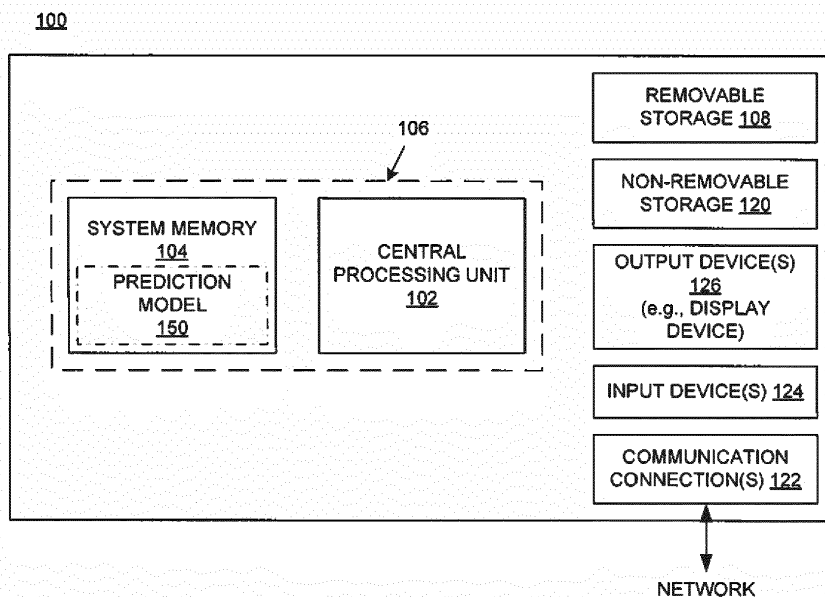 100
106
SYSTEM MEMORY
104
PREDICTION
MODEL
150
CENTRAL
PROCESSING UNIT
102
REMOVABLE
STORAGE 108
NON-REMOVABLE
STORAGE 120
OUTPUT DEVICE(S)
126
(e.g., DISPLAY
DEVICE)
INPUT DEVICE(S) 124
COMMUNICATION
CONNECTION(S) 122
NETWORK